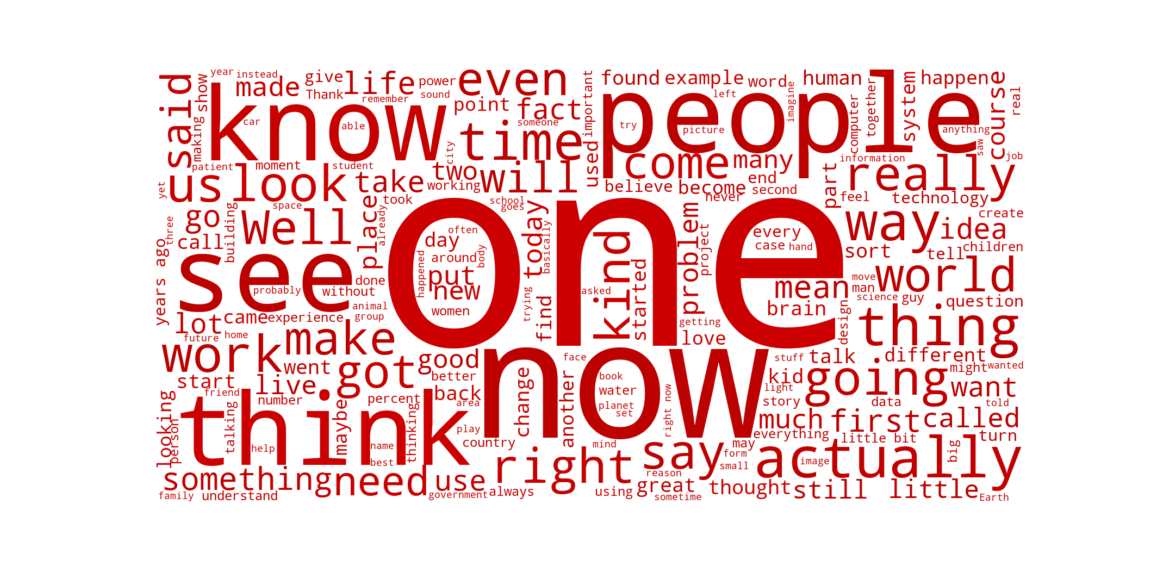 one
now
people
know
think
see
time
even
will
well
look
us
said
made
life
give
show
year
instead
Thank
remember
power
sound
point
fact
someone
car
able
making
patient
moment
student
city
two
working
take
took
place
already
yet
go
call
building
space
three
years ago
probably
without
done
animal
group
lot
came
experience
future
home
make
work
went
got
good
better
start
live
number
percent
back
friend
looking
person
talking
help
maybe
name
best
thinking
area
play
country
something
need
use
family
understand
government
always
right
using
great
sometime
say
reason
mind
change
another
face
book
water
planet
set
right now
often
day
around
body
put
new
happened
women
school
goes
today
basically
trying
find
asked
kind
started
problem
project
getting
love
found
example
word
human
happen
important
used
left
try
picture
imagine
computer
together
system
anything
course
real
saw
job
come
many
information
really
believe
become
end
second
never
part
feel
technology
create
way
idea
every
case
hand
sort
tell
children
mean
brain
world
move
man
science
guy
question
design
thing
stuff
talk
different
might
wanted
kid
going
want
light
story
data
told
much
first
called
everything
little bit
turn
may
form
small
image
actually
big
thought
still
little
Earth